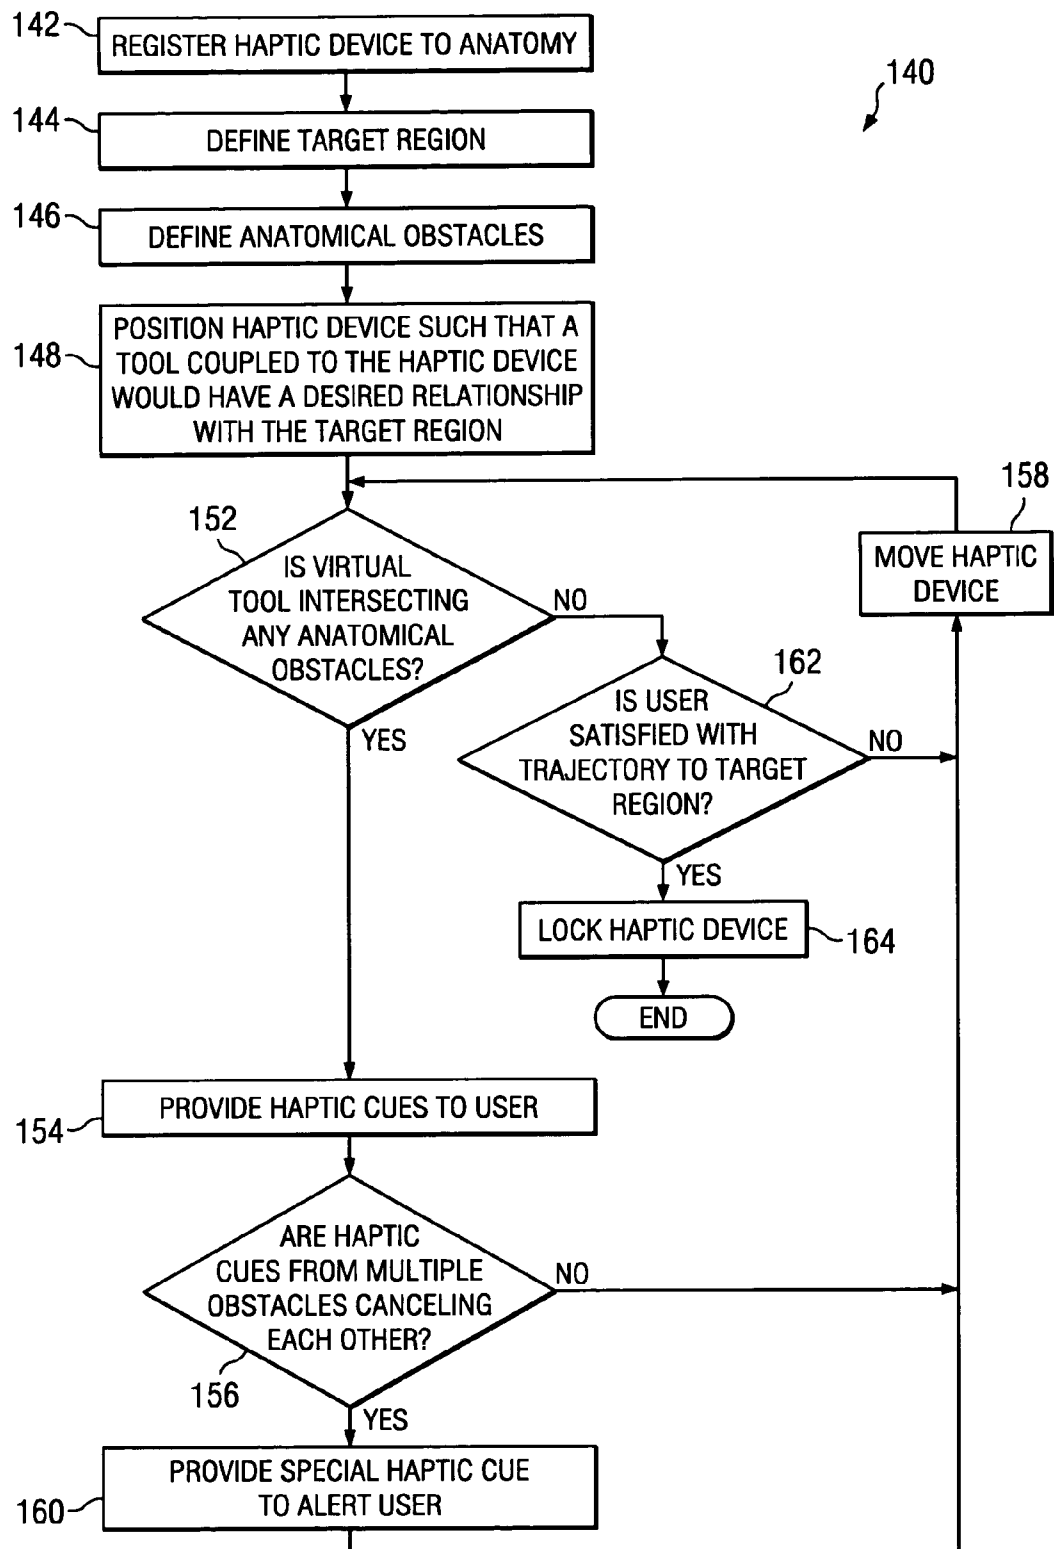 142
REGISTER HAPTIC DEVICE TO ANATOMY
140
144
DEFINE TARGET REGION
146
DEFINE ANATOMICAL OBSTACLES
148
POSITION HAPTIC DEVICE SUCH THAT A
TOOL COUPLED TO THE HAPTIC DEVICE
WOULD HAVE A DESIRED RELATIONSHIP
WITH THE TARGET REGION
158
MOVE HAPTIC
DEVICE
152
IS VIRTUAL
TOOL INTERSECTING
ANY ANATOMICAL
OBSTACLES?
NO
YES
162
IS USER
SATISFIED WITH
TRAJECTORY TO TARGET
REGION?
NO
YES
LOCK HAPTIC DEVICE
164
END
154
PROVIDE HAPTIC CUES TO USER
ARE HAPTIC
CUES FROM MULTIPLE
OBSTACLES CANCELING
EACH OTHER?
NO
156
YES
160
PROVIDE SPECIAL HAPTIC CUE
TO ALERT USER